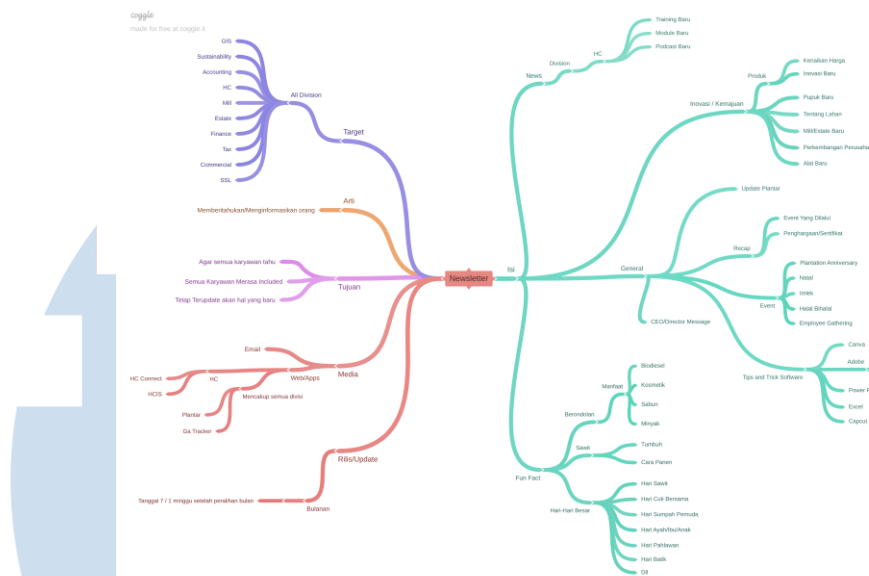 coggle
made for free at coggle.it
GIS
Sustainability
Accounting
HC
Mill
Estate
Finance
Tax
Commercial
SSL
All Division
Target
Memberitahukan/Menginformasikan orang
Arti
Agar semua karyawan tahu
Semua Karyawan Merasa Included
Tetap Terupdate akan hal yang baru
Tujuan
Email
HC Connect
HCIS
HC
Web/Apps
Media
Plantar
Ga Tracker
Mencakup semua divisi
Rilis/Update
Tanggal 7 / 1 minggu setelah peralihan bulan
Bulanan
Newsletter
Isi
News
Division
HC
Training Baru
Module Baru
Podcast Baru
Inovasi / Kemajuan
Produk
Kenaikan Harga
Inovasi Baru
Pupuk Baru
Tentang Lahan
Mill/Estate Baru
Perkembangan Perusaha
Alat Baru
General
Update Plantar
Recap
Event Yang Dilalui
Penghargaan/Sertifikat
Event
Plantation Anniversary
Natal
Imlek
Halal Bihalal
Employee Gathering
CEO/Director Message
Tips and Trick Software
Canva
Adobe
Power P
Excel
Capcut
Fun Fact
Berondolan
Manfaat
Biodiesel
Kosmetik
Sabun
Minyak
Sawit
Tumbuh
Cara Panen
Hari-Hari Besar
Hari Sawit
Hari Cuti Bersama
Hari Sumpah Pemuda
Hari Ayah/Ibu/Anak
Hari Pahlawan
Hari Batik
Dll